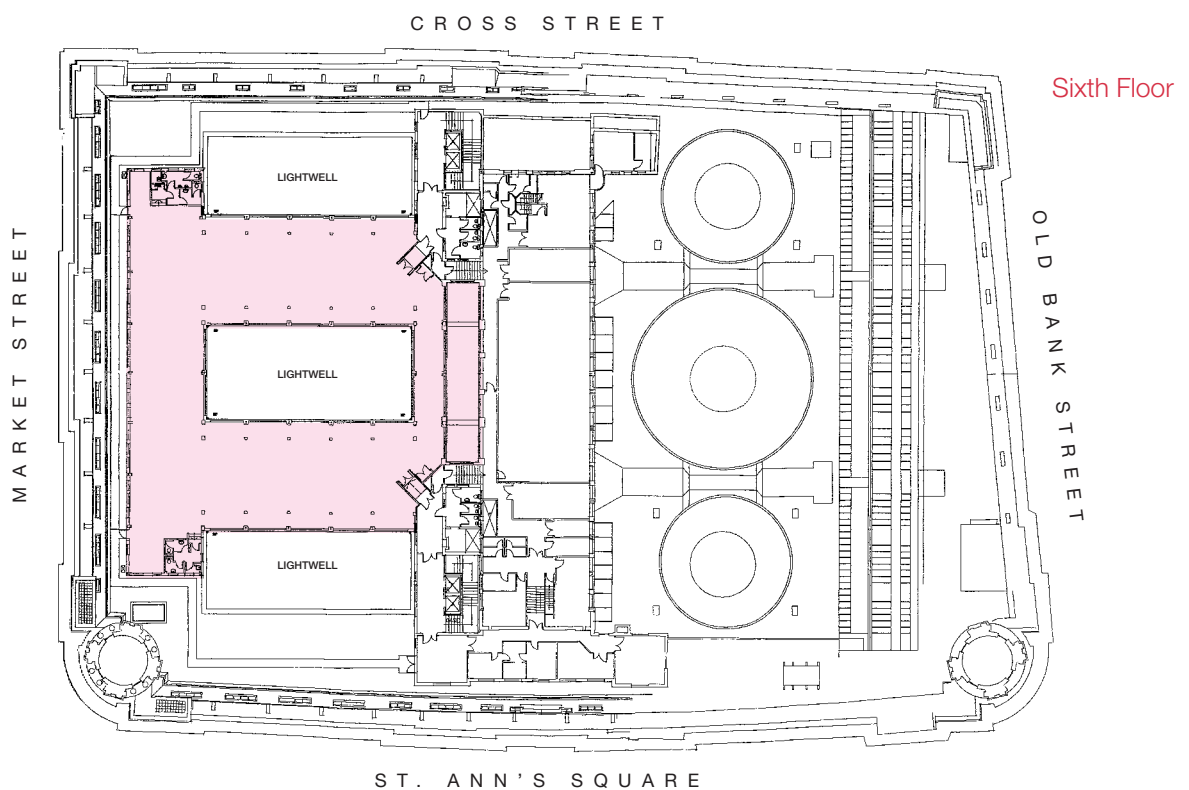 CROSS STREET
Sixth Floor
MARKET STREET
OLD BANK STREET
LIGHTWELL
LIGHTWELL
LIGHTWELL
ST. ANN'S SQUARE